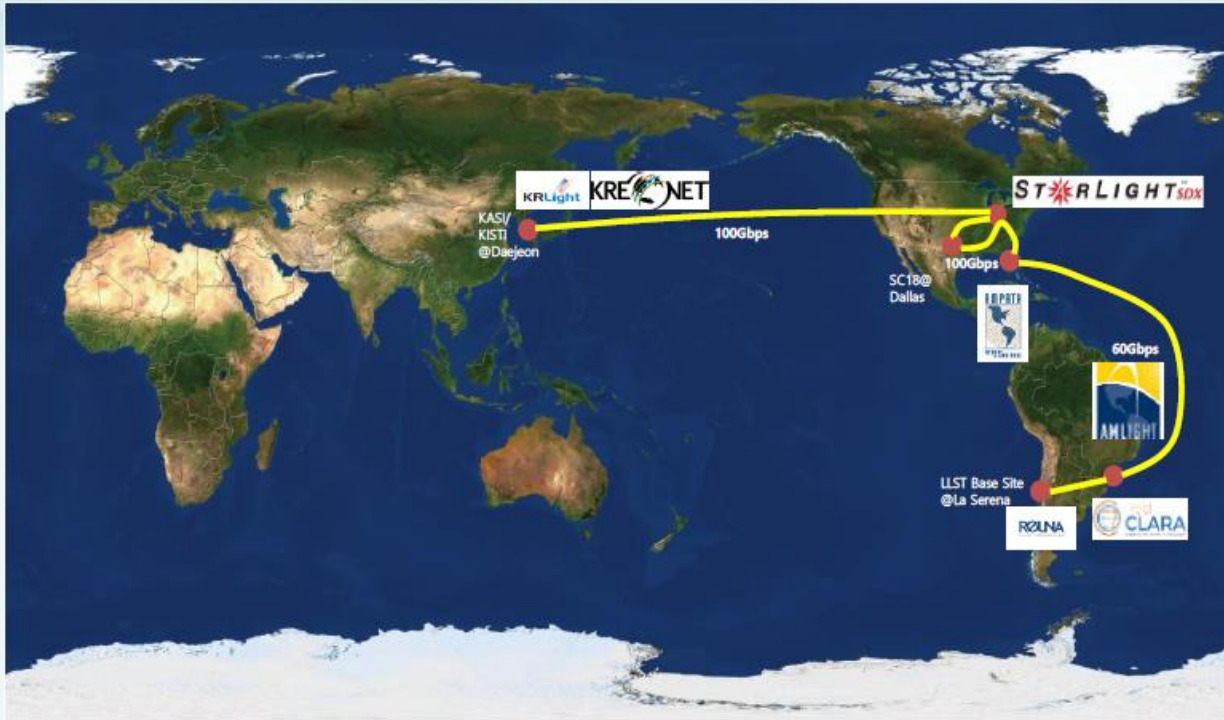 KRLight
KREONET
STARLIGHT SDX
KASI/
KISTI
@Daejeon
100Gbps
100Gbps
SC18@
Dallas
AMPATH
60Gbps
AMLIGHT
LLST Base Site
@La Serena
REUNA
red
CLARA